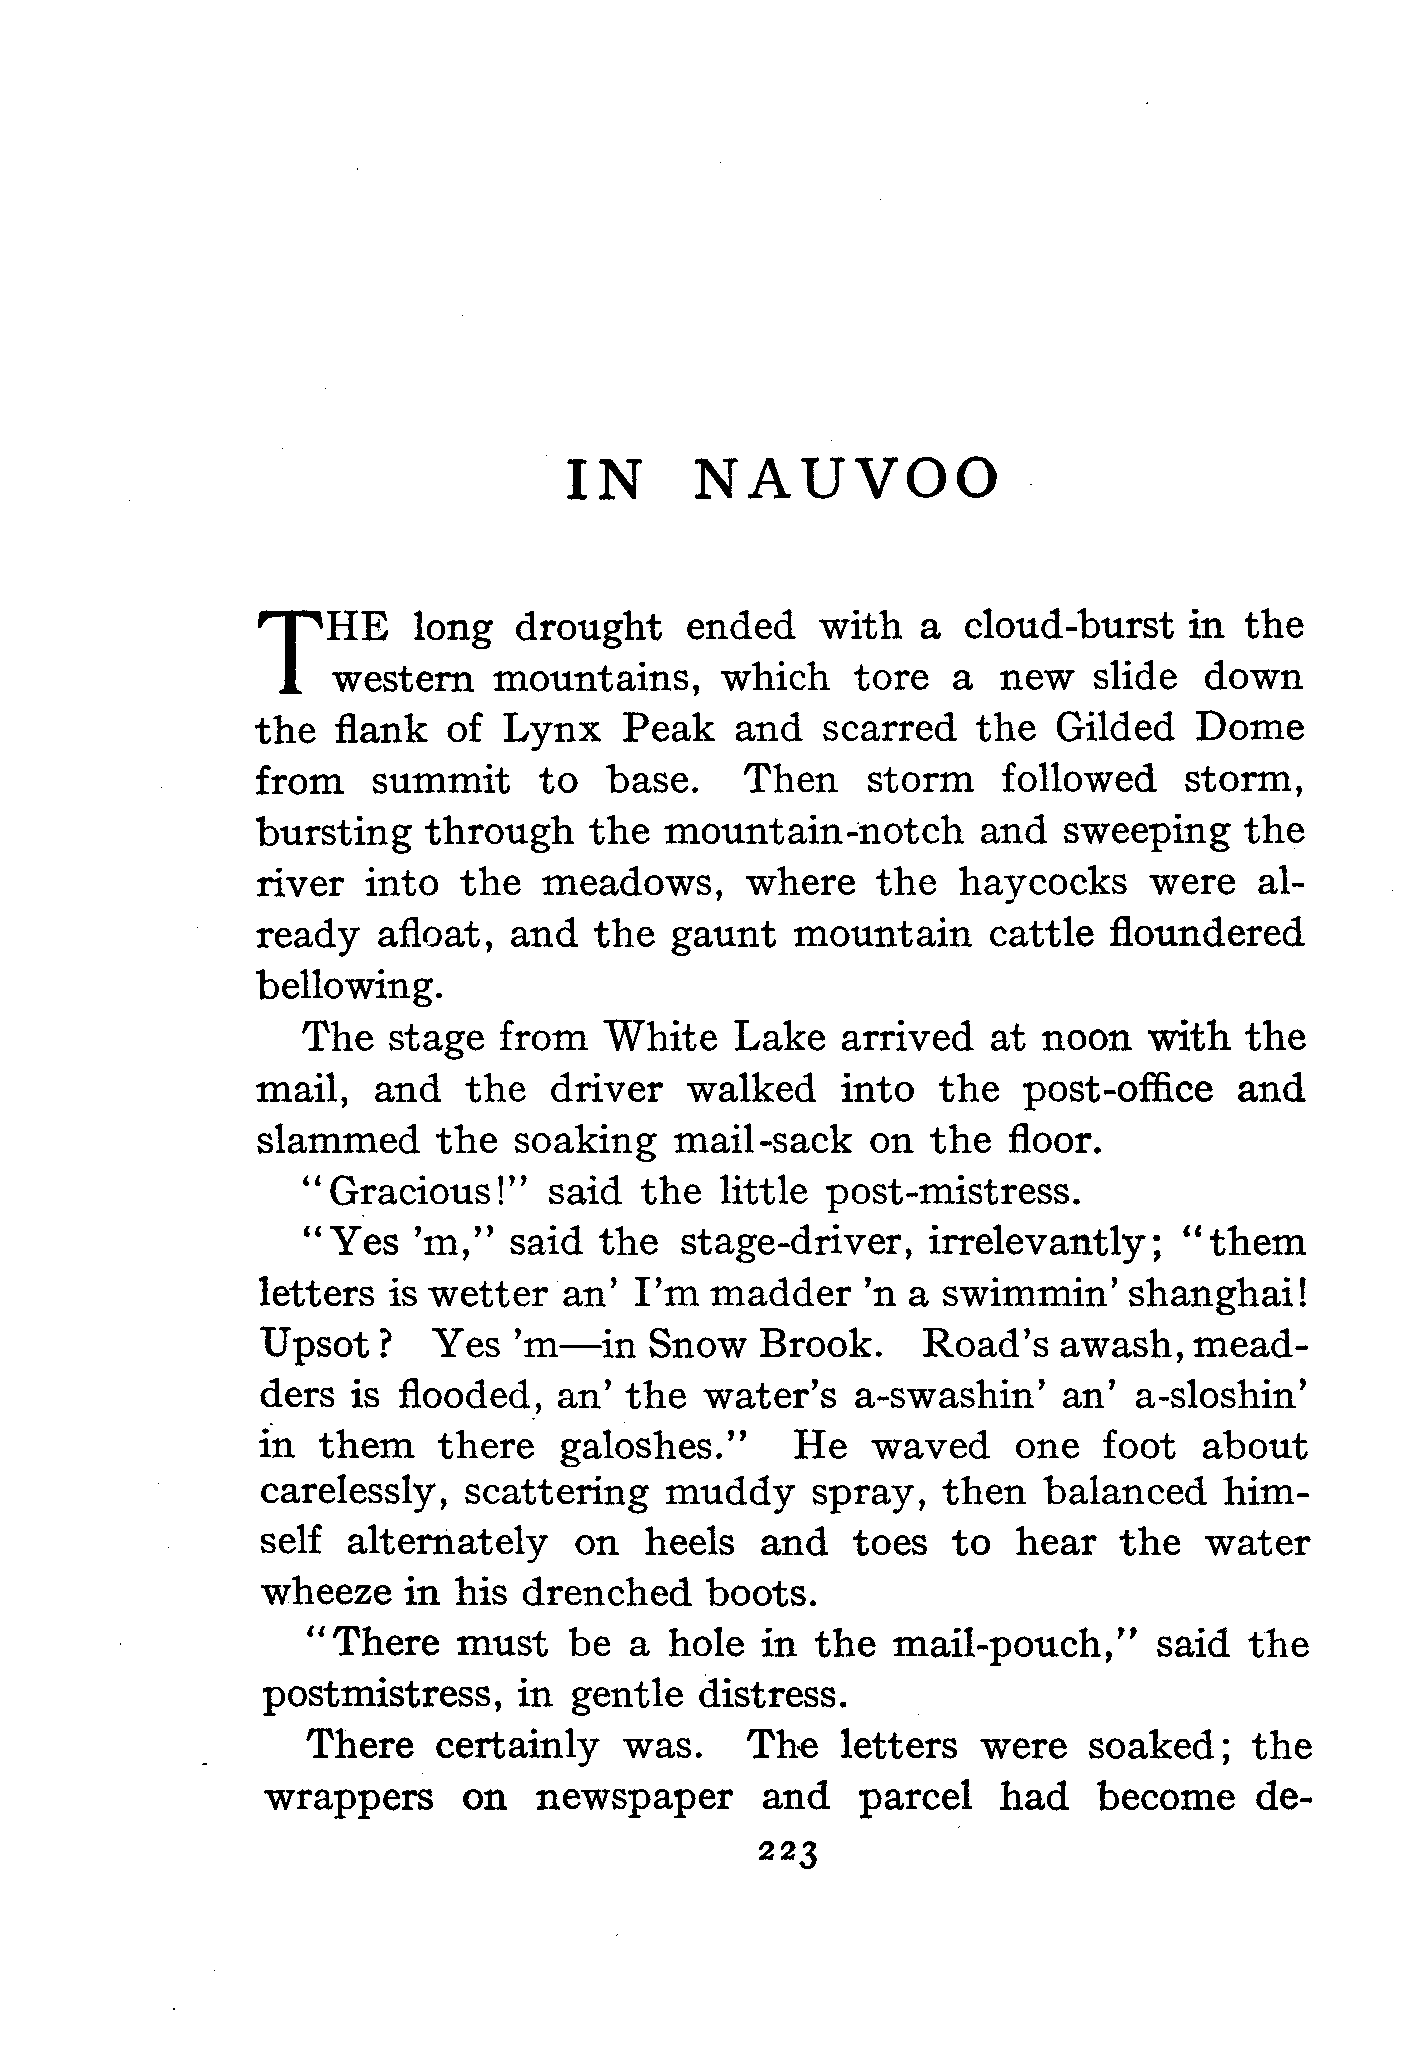 IN NAUVOO
THE long drought ended with a cloud-burst in the
western mountains, which tore a new slide down
the flank of Lynx Peak and scarred the Gilded Dome
from summit to base. Then storm followed storm,
bursting through the mountain-notch and sweeping the
river into the meadows, where the haycocks were al-
ready afloat, and the gaunt mountain cattle floundered
bellowing.
The stage from White Lake arrived at noon with the
mail, and the driver walked into the post-office and
slammed the soaking mail-sack on the floor.
“Gracious!” said the little post-mistress.
“Yes ’m,” said the stage-driver, irrelevantly; “them
letters is wetter an’ I’m madder ’n a swimmin’ shanghai!
Upsot? Yes ’m—in Snow Brook. Road’s awash, mead-
ders is flooded, an’ the water’s a-swashin’ an’ a-sloshin’
in them there galoshes.” He waved one foot about
carelessly, scattering muddy spray, then balanced him-
self alternately on heels and toes to hear the water
wheeze in his drenched boots.
“There must be a hole in the mail-pouch,” said the
postmistress, in gentle distress.
There certainly was. The letters were soaked; the
wrappers on newspaper and parcel had become de-
223